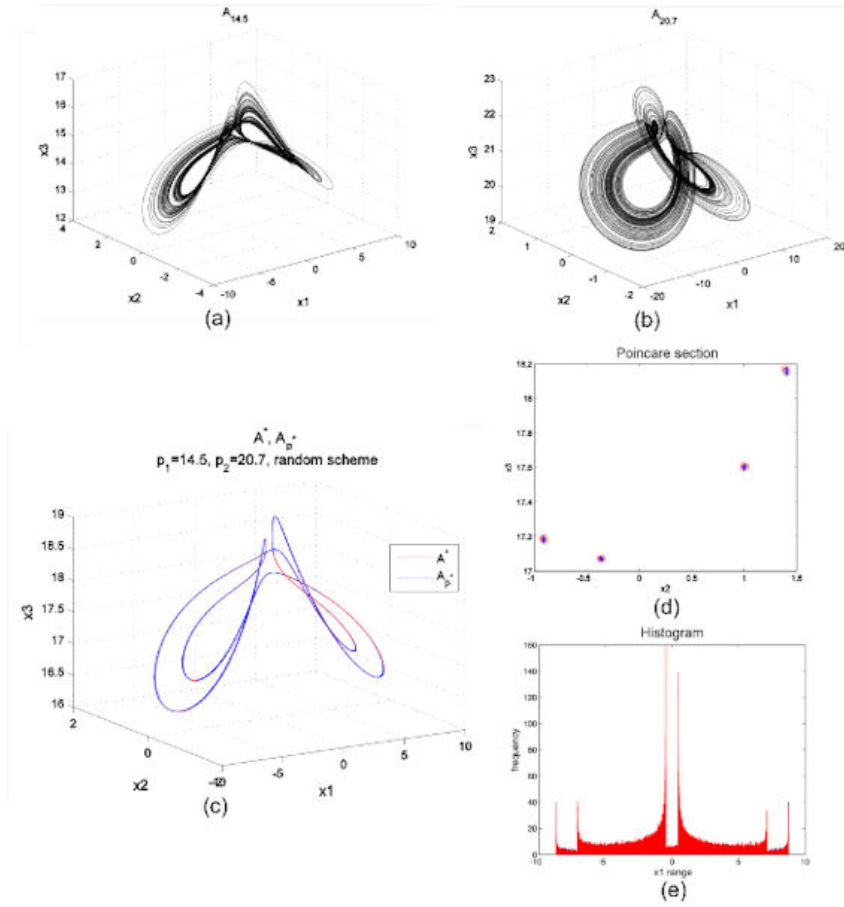 A14.5
17
16
15
14
13
12
x3
4
2
0
-2
-4
x2
-10
-5
0
5
10
x1
(a)
A20.7
23
22
21
20
19
x3
2
1
0
-1
-2
x2
-20
-10
0
10
20
x1
(b)
A*, Ap*
p1=14.5, p2=20.7, random scheme
19
18.5
18
17.5
17
16.5
16
x3
A*
Ap*
2
0
x2
-5
0
5
10
x1
(c)
Poincare section
18.2
18
17.8
17.6
17.4
17.2
17
x3
-1
-0.5
0
0.5
1
1.5
x2
(d)
Histogram
160
140
120
100
80
60
40
20
0
frequency
-10
-5
0
5
10
x1 range
(e)